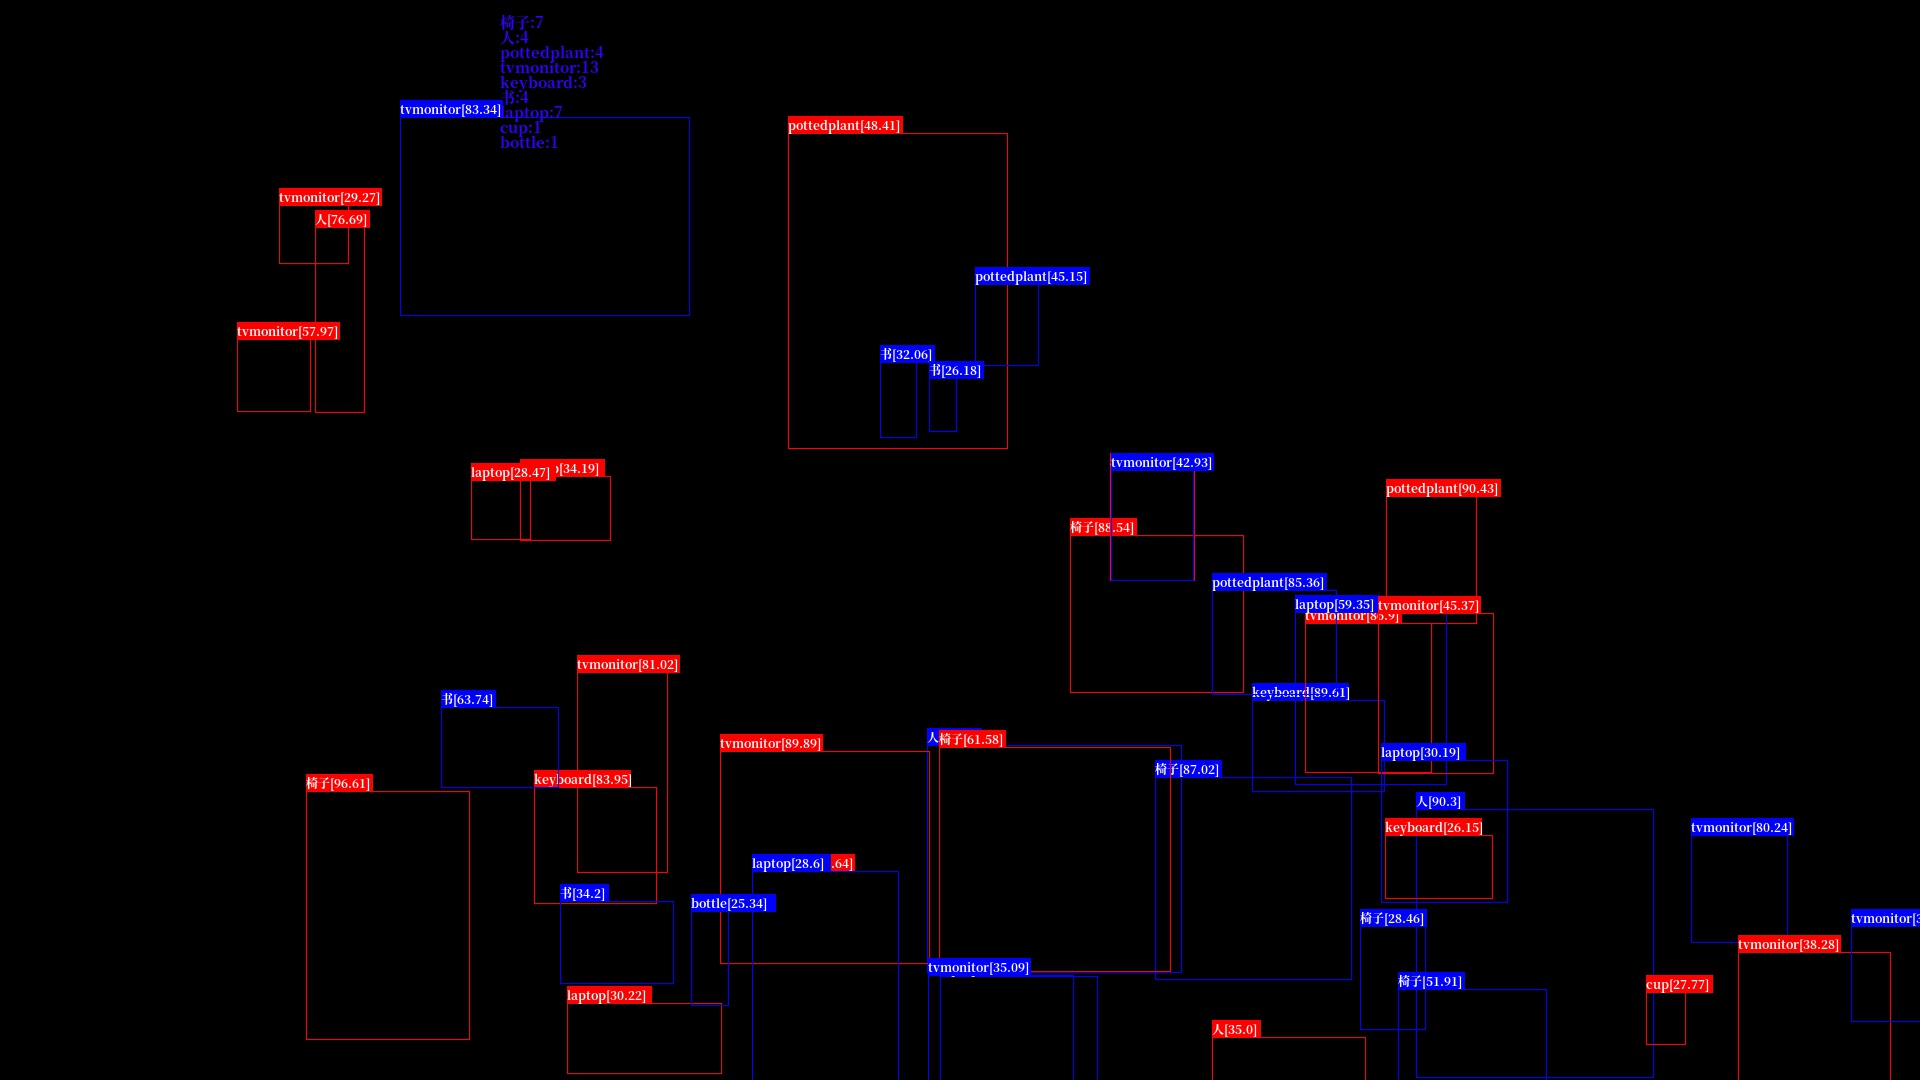 椅子:7
人:4
pottedplant:4
tvmonitor:13
keyboard:3
书:4
laptop:7
cup:1
bottle:1
tvmonitor[83.34]
pottedplant[48.41]
tvmonitor[29.27]
人[76.69]
pottedplant[45.15]
tvmonitor[57.97]
书[32.06]
书[26.18]
tvmonitor[42.93]
laptop[28.47]
[34.19]
pottedplant[90.43]
椅子[88.54]
pottedplant[85.36]
laptop[59.35]
tvmonitor[45.37]
tvmonitor[86.9]
tvmonitor[81.02]
书[63.74]
keyboard[89.61]
人
椅子[61.58]
tvmonitor[89.89]
laptop[30.19]
椅子[87.02]
椅子[96.61]
keyboard[83.95]
人[90.3]
keyboard[26.15]
tvmonitor[80.24]
laptop[28.6]
.64]
书[34.2]
bottle[25.34]
椅子[28.46]
tvmonitor[3
tvmonitor[38.28]
tvmonitor[35.09]
椅子[51.91]
cup[27.77]
laptop[30.22]
人[35.0]